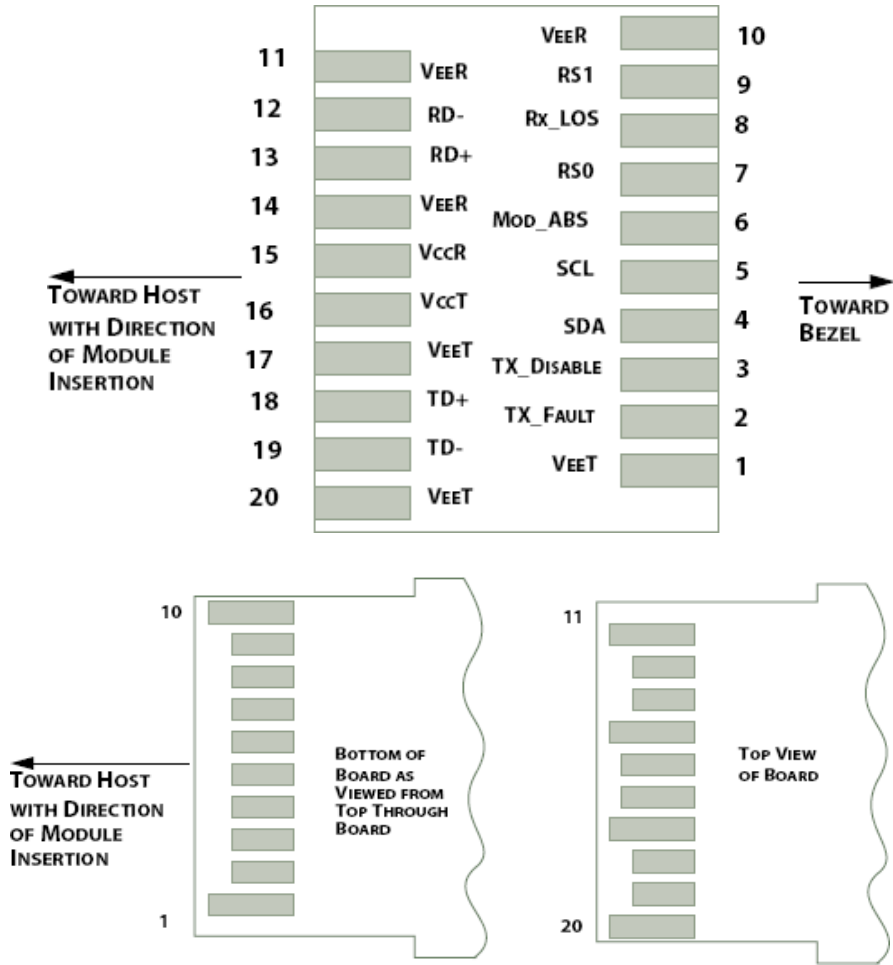 11 VEER
12 RD-
13 RD+
14 VEER
15 VCCR
16 VCCT
17 VEET
18 TD+
19 TD-
20 VEET
VEER 10
RS1 9
RX_LOS 8
RS0 7
MOD_ABS 6
SCL 5
SDA 4
TX_DISABLE 3
TX_FAULT 2
VEET 1
TOWARD HOST
WITH DIRECTION
OF MODULE
INSERTION
TOWARD
BEZEL
10
1
TOWARD HOST
WITH DIRECTION
OF MODULE
INSERTION
BOTTOM OF
BOARD AS
VIEWED FROM
TOP THROUGH
BOARD
11
20
TOP VIEW
OF BOARD